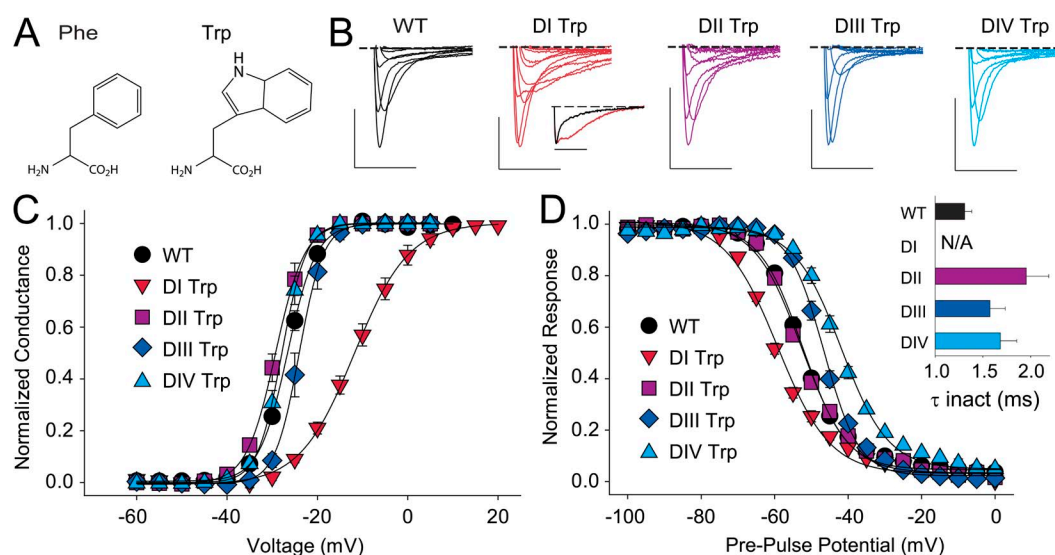 A
Phe
Trp
NH
H₂N
CO₂H
H₂N
CO₂H
B
WT
DI Trp
DII Trp
DIII Trp
DIV Trp
C
Normalized Conductance
1.0
0.8
0.6
0.4
0.2
0.0
WT
DI Trp
DII Trp
DIII Trp
DIV Trp
-60
-40
-20
0
20
Voltage (mV)
D
Normalized Response
1.0
0.8
0.6
0.4
0.2
0.0
WT
DI Trp
DII Trp
DIII Trp
DIV Trp
-100
-80
-60
-40
-20
0
Pre-Pulse Potential (mV)
WT
DI
N/A
DII
DIII
DIV
1.0
1.6
2.0
τ inact (ms)